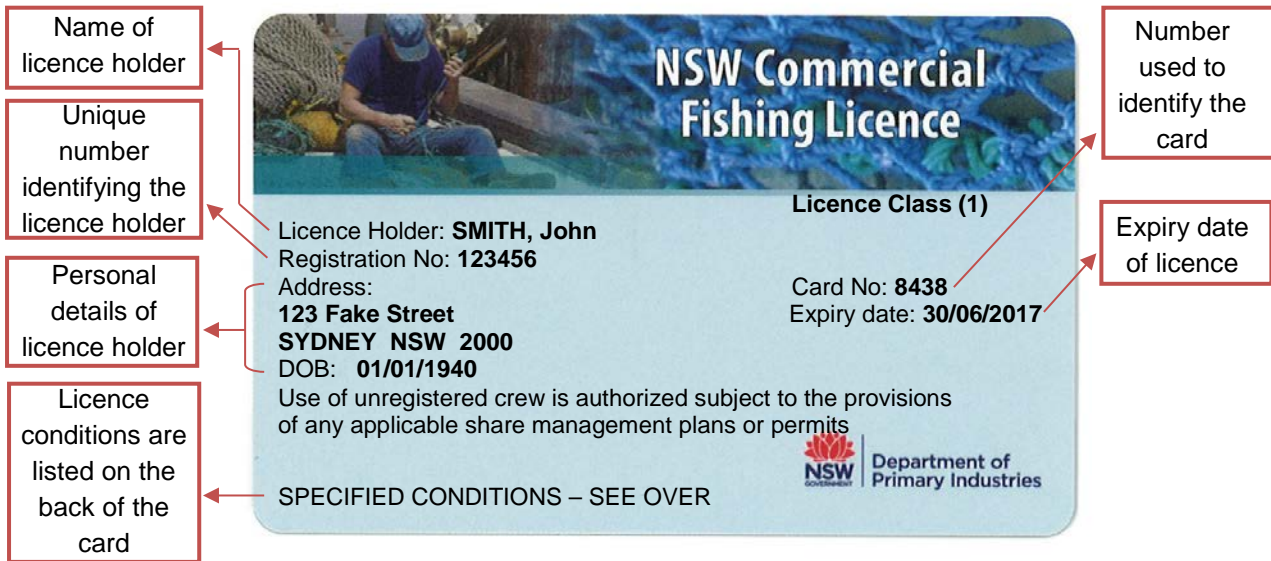 Name of
licence holder
Unique
number
identifying the
licence holder
Personal
details of
licence holder
Licence
conditions are
listed on the
back of the
card
NSW Commercial
Fishing Licence
Licence Class (1)
Licence Holder: SMITH, John
Registration No: 123456
Address:
123 Fake Street
SYDNEY NSW 2000
DOB: 01/01/1940
Card No: 8438
Expiry date: 30/06/2017
Use of unregistered crew is authorized subject to the provisions
of any applicable share management plans or permits
SPECIFIED CONDITIONS – SEE OVER
NSW
GOVERNMENT
Department of
Primary Industries
Number
used to
identify the
card
Expiry date
of licence